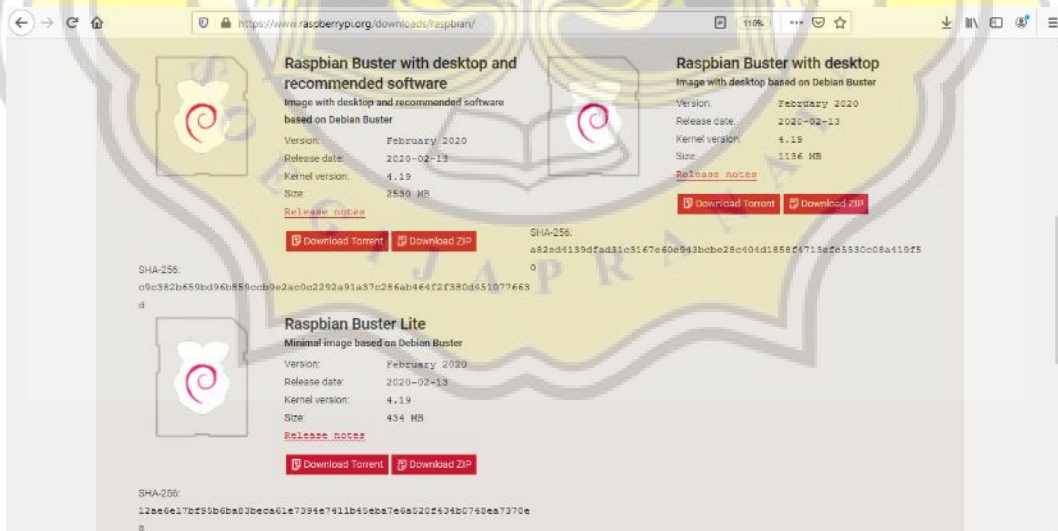 https://www.raspberrypi.org/downloads/raspbian/
110%
Raspbian Buster with desktop and
recommended software
Image with desktop and recommended software
based on Debian Buster
Version: February 2020
Release date: 2020-02-13
Kernel version: 4.19
Size: 2530 MB
Release notes
Download Torrent Download ZIP
SHA-256:
Raspbian Buster with desktop
Image with desktop based on Debian Buster
Version: February 2020
Release date: 2020-02-13
Kernel version: 4.19
Size: 1136 MB
Release notes
Download Torrent Download ZIP
SHA-256:
Raspbian Buster Lite
Minimal image based on Debian Buster
Version: February 2020
Release date: 2020-02-13
Kernel version: 4.19
Size: 434 MB
Release notes
Download Torrent Download ZIP
SHA-256: